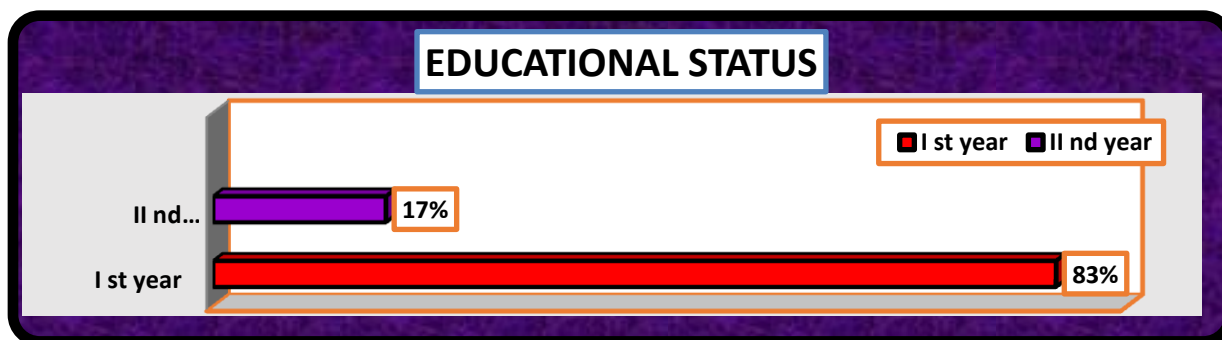 EDUCATIONAL STATUS
I st year II nd year
II nd... 17%
I st year 83%